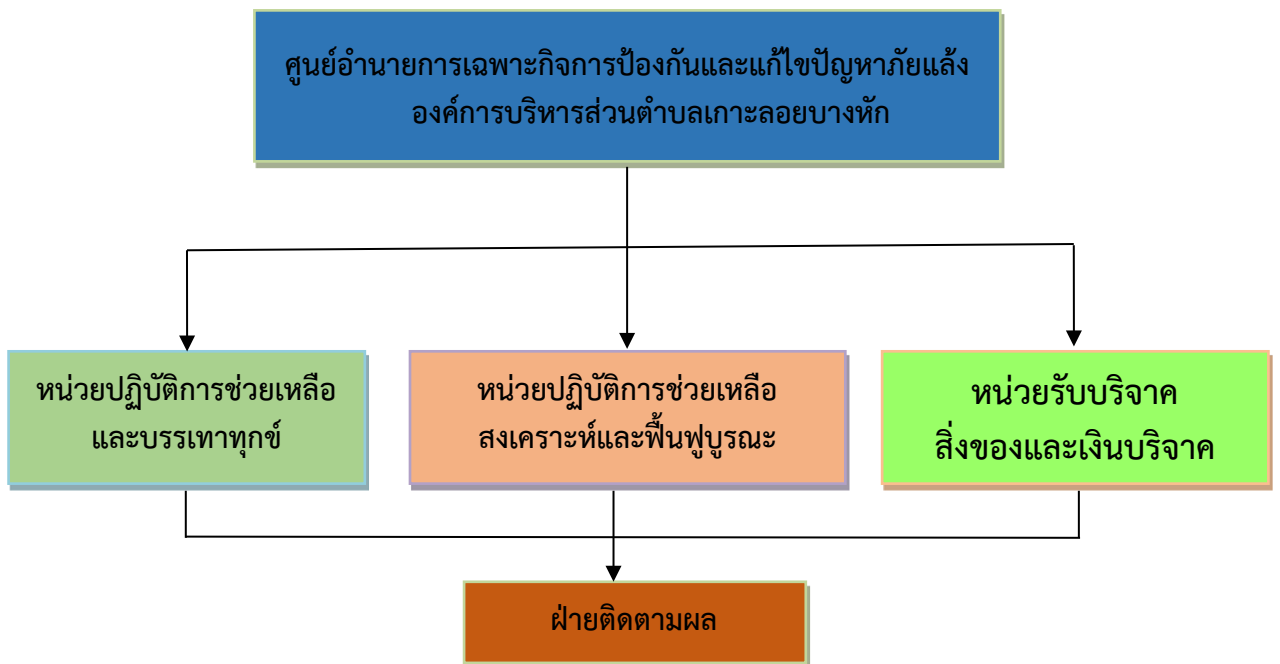 ศูนย์อำนายการเฉพาะกิจการป้องกันและแก้ไขปัญหาภัยแล้ง
องค์การบริหารส่วนตำบลเกาะลอยบางหัก
หน่วยปฏิบัติการช่วยเหลือ
และบรรเทาทุกข์
หน่วยปฏิบัติการช่วยเหลือ
สงเคราะห์และฟื้นฟูบูรณะ
หน่วยรับบริจาค
สิ่งของและเงินบริจาค
ฝ่ายติดตามผล